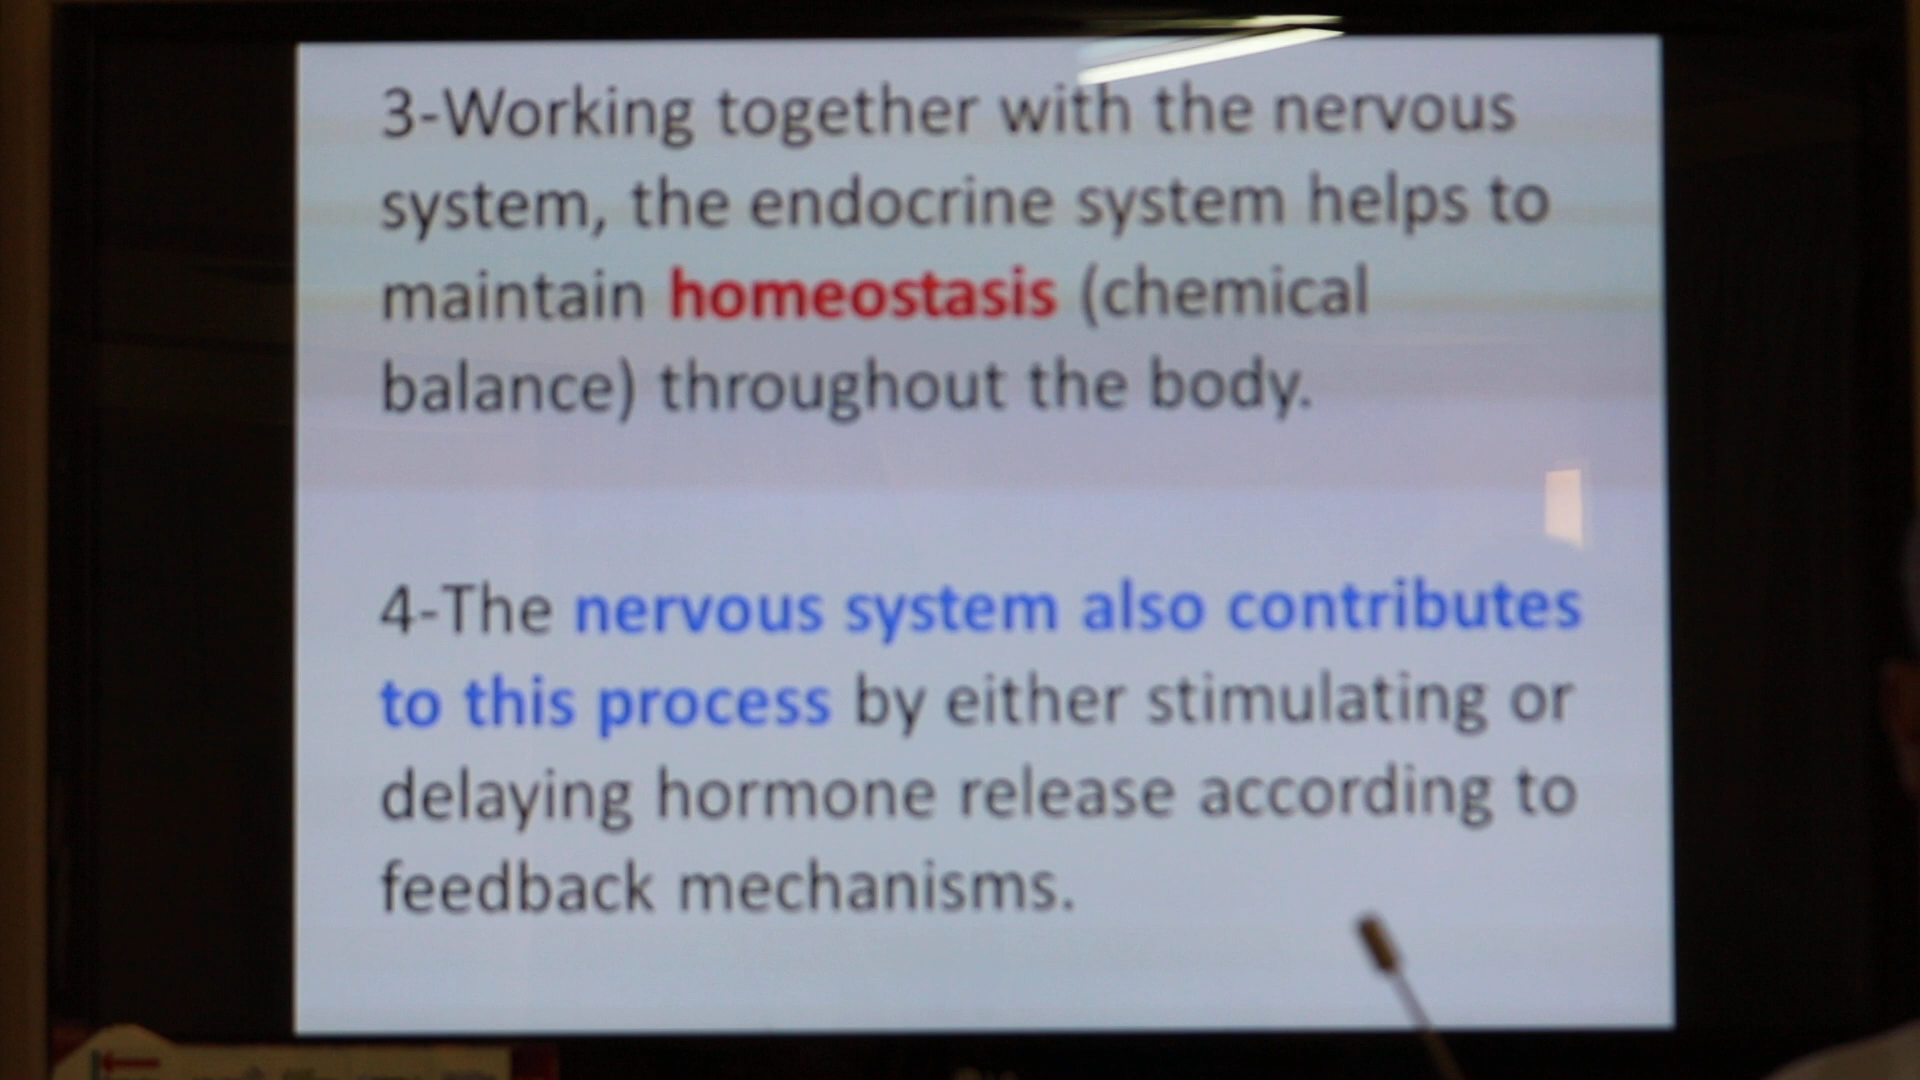 3-Working together with the nervous
system, the endocrine system helps to
maintain homeostasis (chemical
balance) throughout the body.
4-The nervous system also contributes
to this process by either stimulating or
delaying hormone release according to
feedback mechanisms.